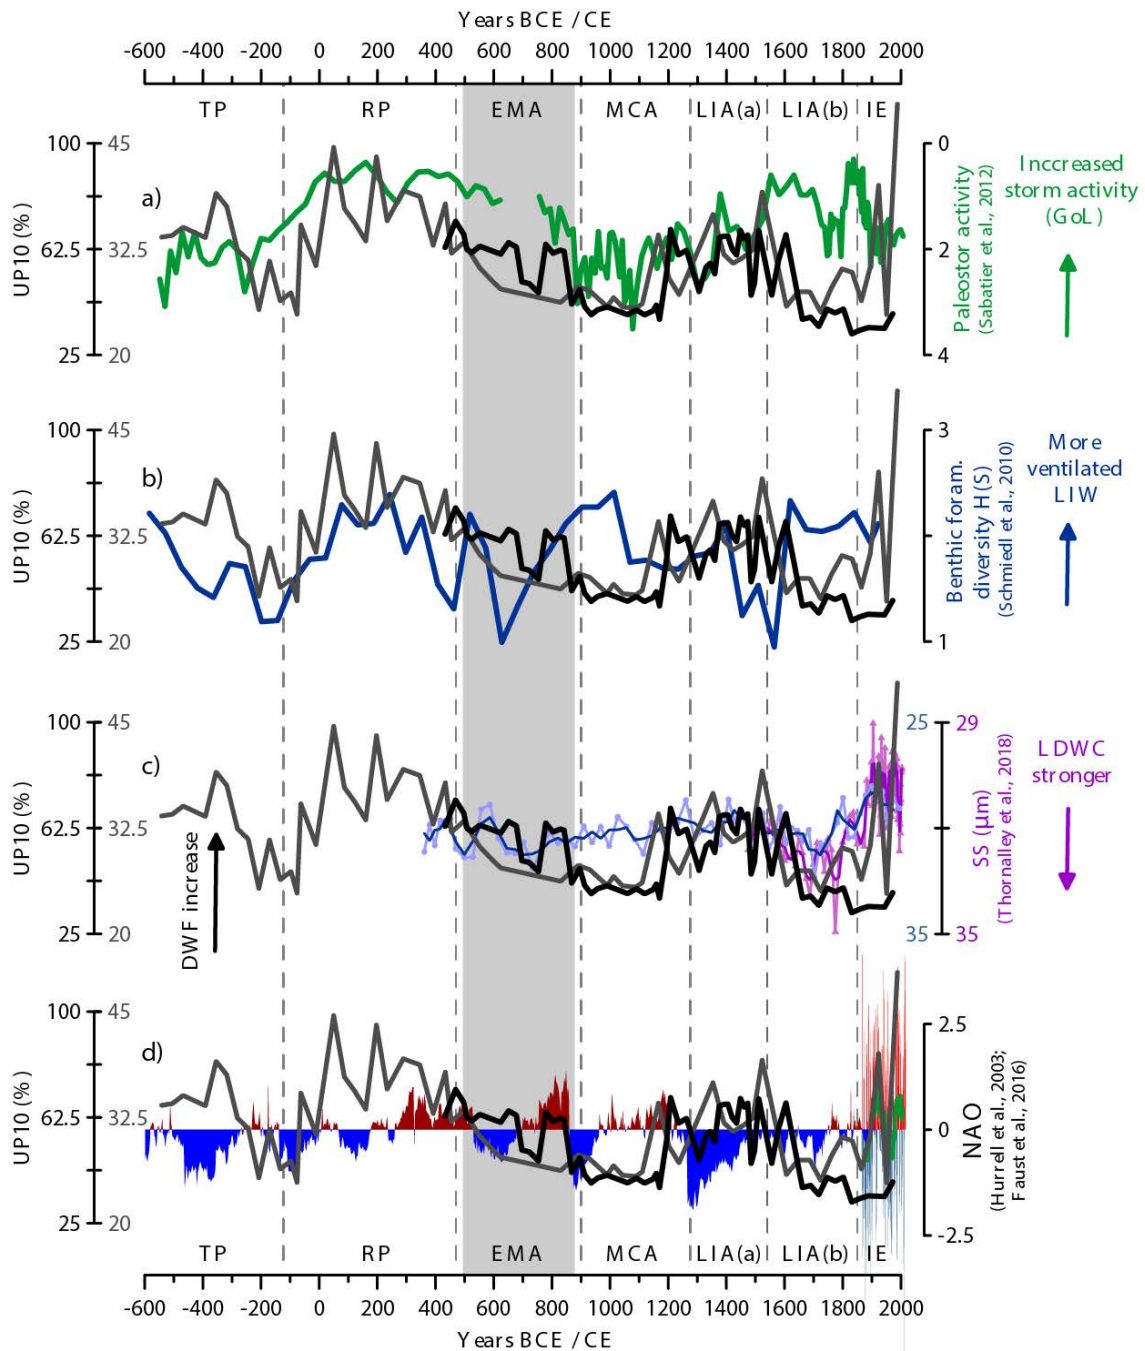 Years BCE / CE
-600 -400 -200 0 200 400 600 800 1000 1200 1400 1600 1800 2000
TP RP EMA MCA LIA(a) LIA(b) IE
a)
UP10 (%)
100 45
62.5 32.5
25 20
0
2
4
Paleostor activity
(Sabatier et al., 2012)
Inccreased
storm activity
(GoL)
b)
UP10 (%)
100 45
62.5 32.5
25 20
3
1
Benthic foram.
diversity H(S)
(Schmiedl et al., 2010)
More
ventilated
LIW
c)
UP10 (%)
100 45
62.5 32.5
25 20
DWF increase
25 29
35 35
SS (µm)
(Thornalley et al., 2018)
LDWC
stronger
d)
UP10 (%)
100 45
62.5 32.5
25 20
2.5
0
-2.5
NAO
(Hurrell et al., 2003;
Faust et al., 2016)
TP RP EMA MCA LIA(a) LIA(b) IE
-600 -400 -200 0 200 400 600 800 1000 1200 1400 1600 1800 2000
Years BCE / CE